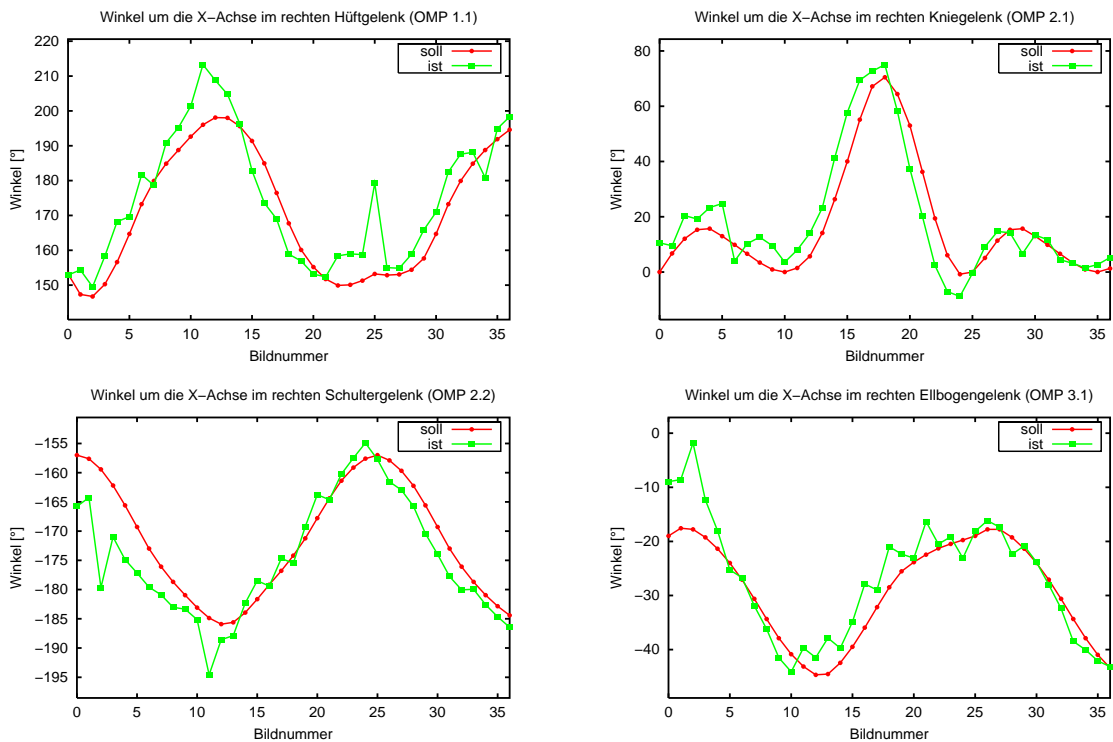 Winkel um die X−Achse im rechten Hüftgelenk (OMP 1.1)
220
210
200
190
180
170
160
150
0 5 10 15 20 25 30 35
Winkel [°]
Bildnummer
soll
ist
Winkel um die X−Achse im rechten Kniegelenk (OMP 2.1)
80
60
40
20
0
0 5 10 15 20 25 30 35
Winkel [°]
Bildnummer
soll
ist
Winkel um die X−Achse im rechten Schultergelenk (OMP 2.2)
−155
−165
−175
−185
−195
0 5 10 15 20 25 30 35
Winkel [°]
Bildnummer
soll
ist
Winkel um die X−Achse im rechten Ellbogengelenk (OMP 3.1)
0
−10
−20
−30
−40
0 5 10 15 20 25 30 35
Winkel [°]
Bildnummer
soll
ist